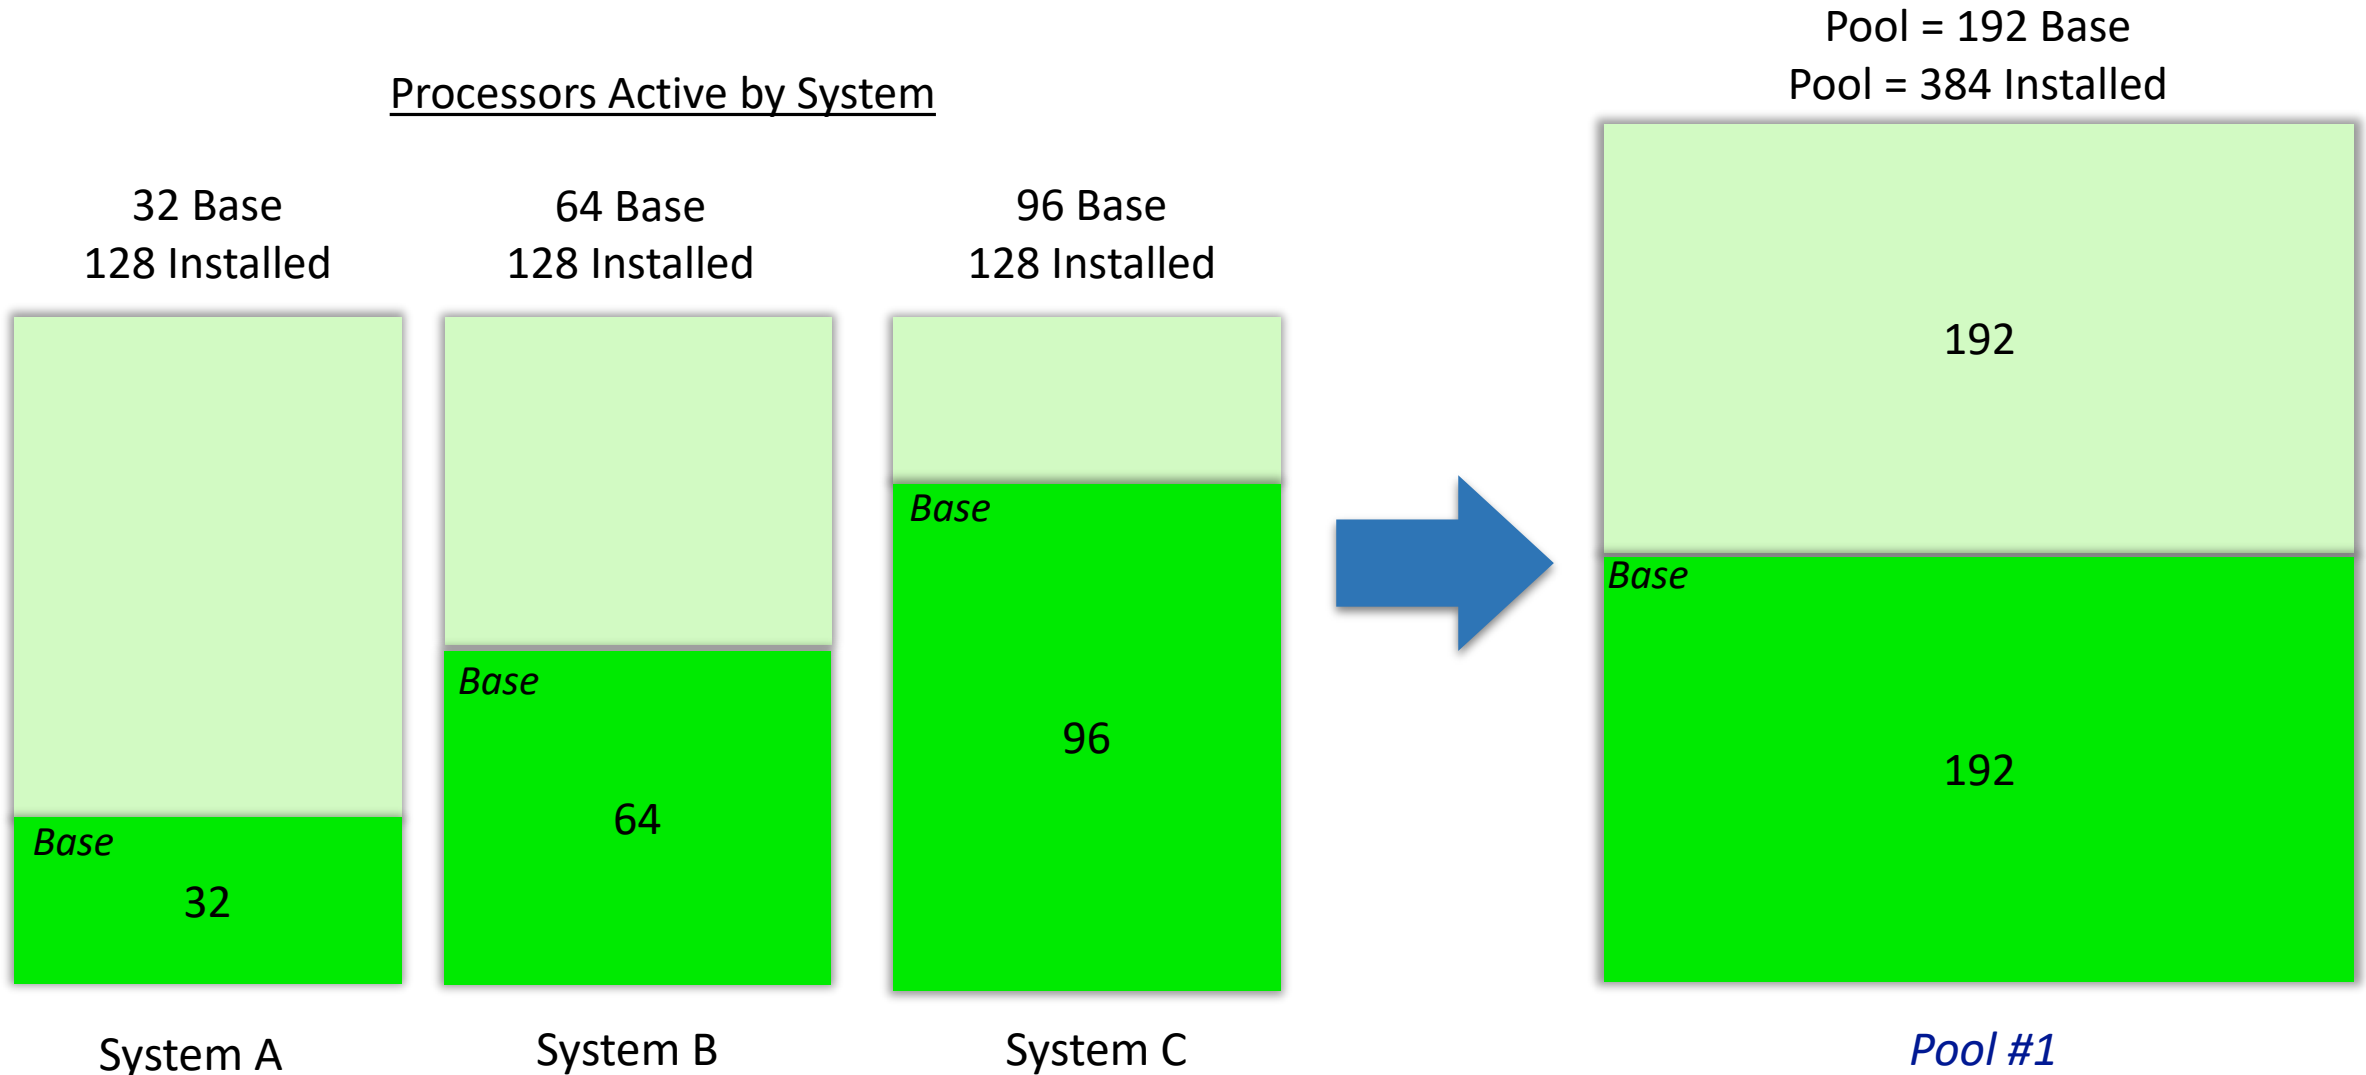 Processors Active by System
32 Base
128 Installed
Base
32
System A
64 Base
128 Installed
Base
64
System B
96 Base
128 Installed
Base
96
System C
Pool = 192 Base
Pool = 384 Installed
192
Base
192
Pool #1